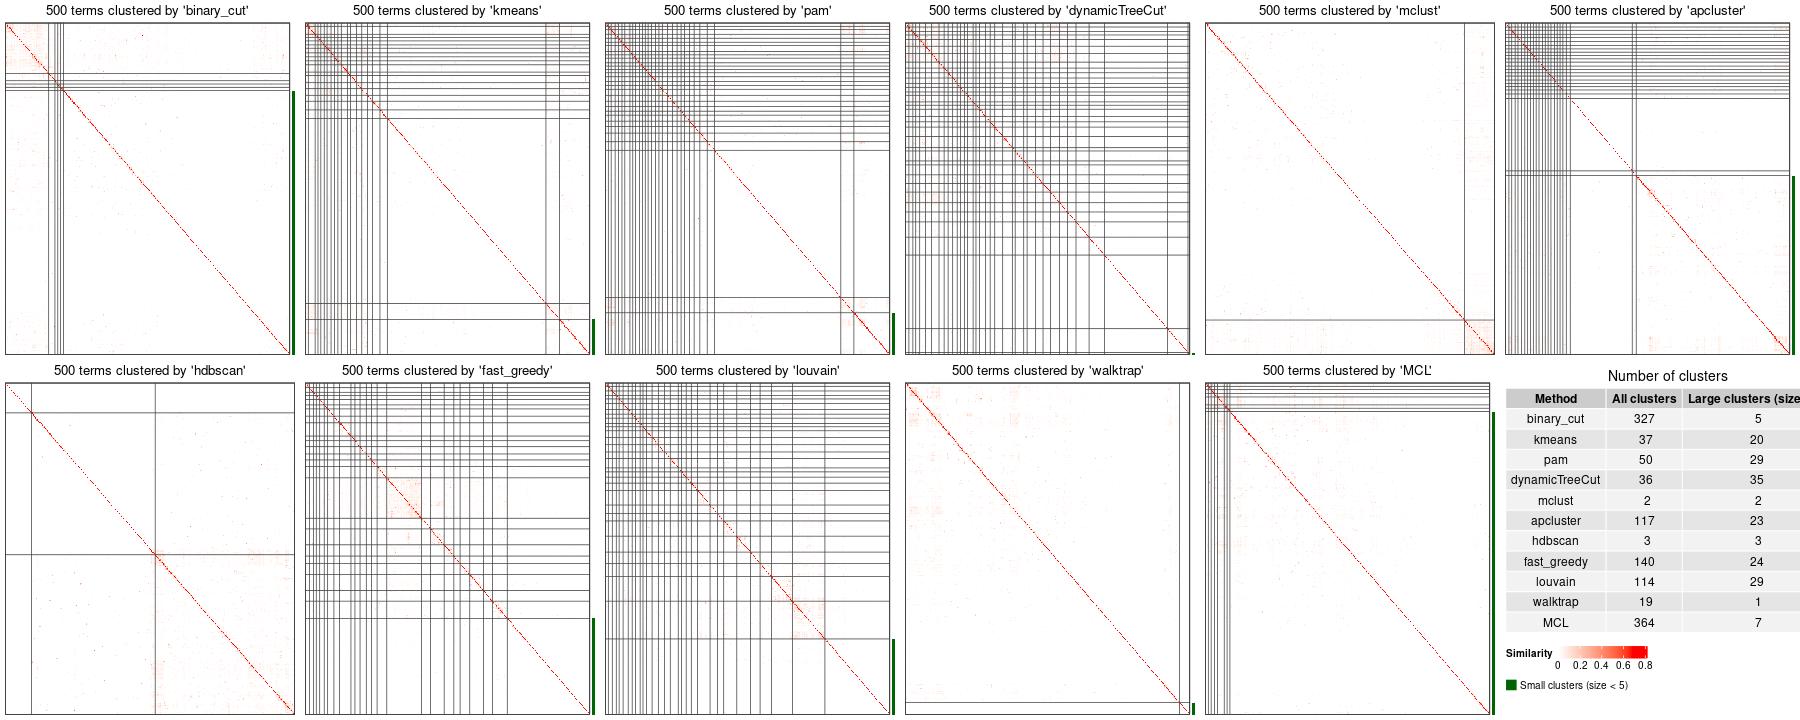 500 terms clustered by 'binary_cut'
500 terms clustered by 'kmeans'
500 terms clustered by 'pam'
500 terms clustered by 'dynamicTreeCut'
500 terms clustered by 'mclust'
500 terms clustered by 'apcluster'
500 terms clustered by 'hdbscan'
500 terms clustered by 'fast_greedy'
500 terms clustered by 'louvain'
500 terms clustered by 'walktrap'
500 terms clustered by 'MCL'
Number of clusters
Method All clusters Large clusters (size
binary_cut 327 5
kmeans 37 20
pam 50 29
dynamicTreeCut 36 35
mclust 2 2
apcluster 117 23
hdbscan 3 3
fast_greedy 140 24
louvain 114 29
walktrap 19 1
MCL 364 7
Similarity
0 0.2 0.4 0.6 0.8
Small clusters (size < 5)